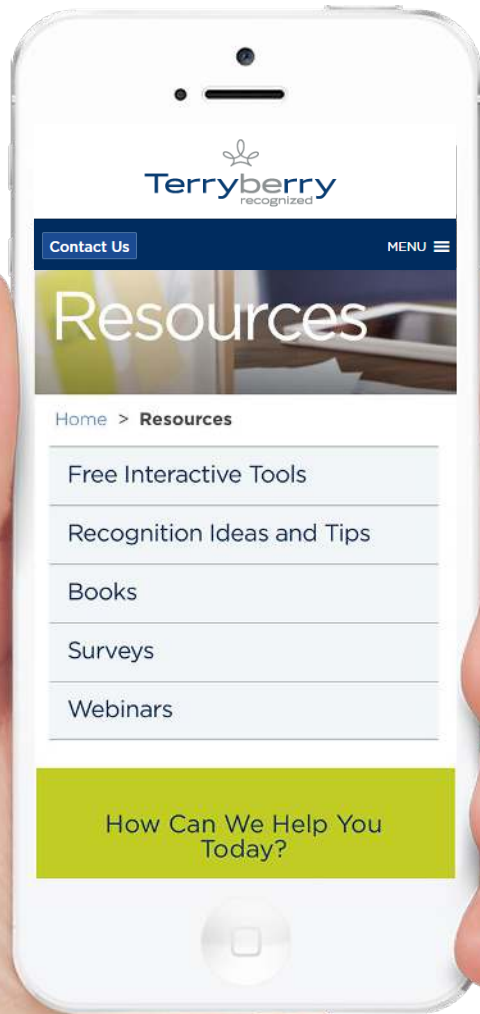 Terryberry
recognized
Contact Us
MENU
Resources
Home > Resources
Free Interactive Tools
Recognition Ideas and Tips
Books
Surveys
Webinars
How Can We Help You
Today?